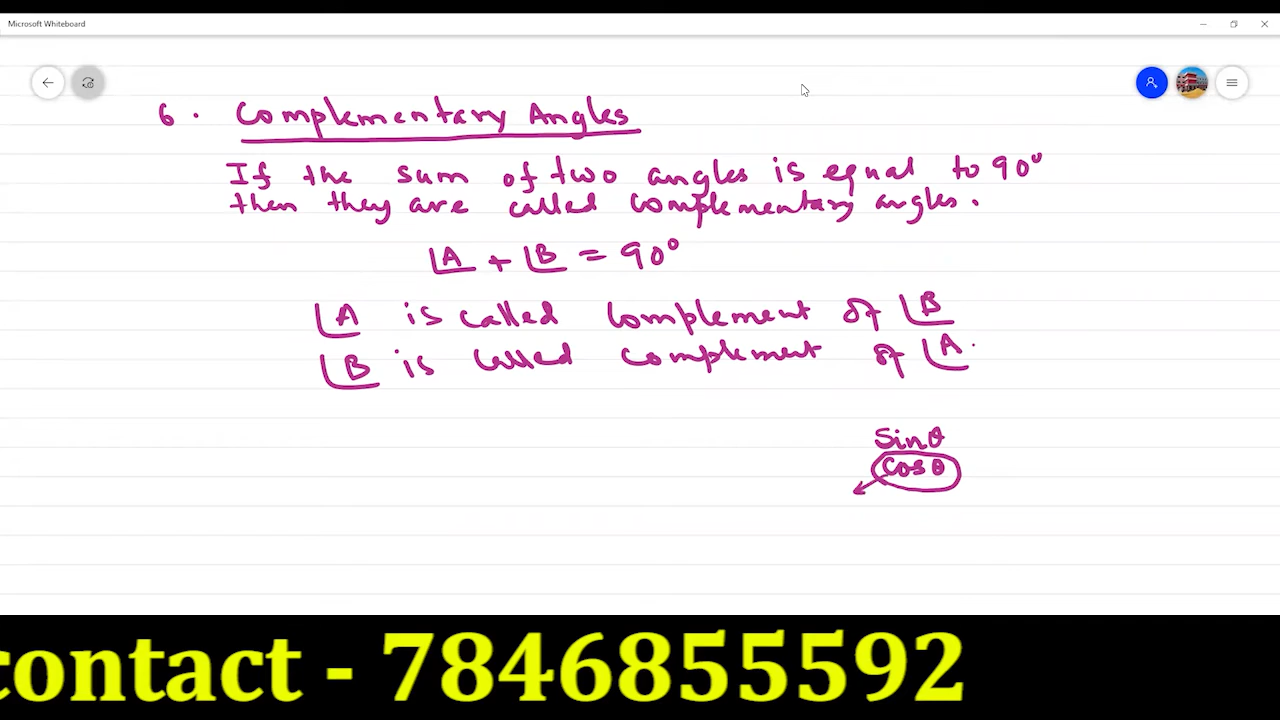 Microsoft Whiteboard
6. Complementary Angles
If the sum of two angles is equal to 90°
then they are called complementary angles.
∠A + ∠B = 90°
∠A is called complement of ∠B
∠B is called complement of ∠A.
Sinθ
Cosθ
contact - 7846855592